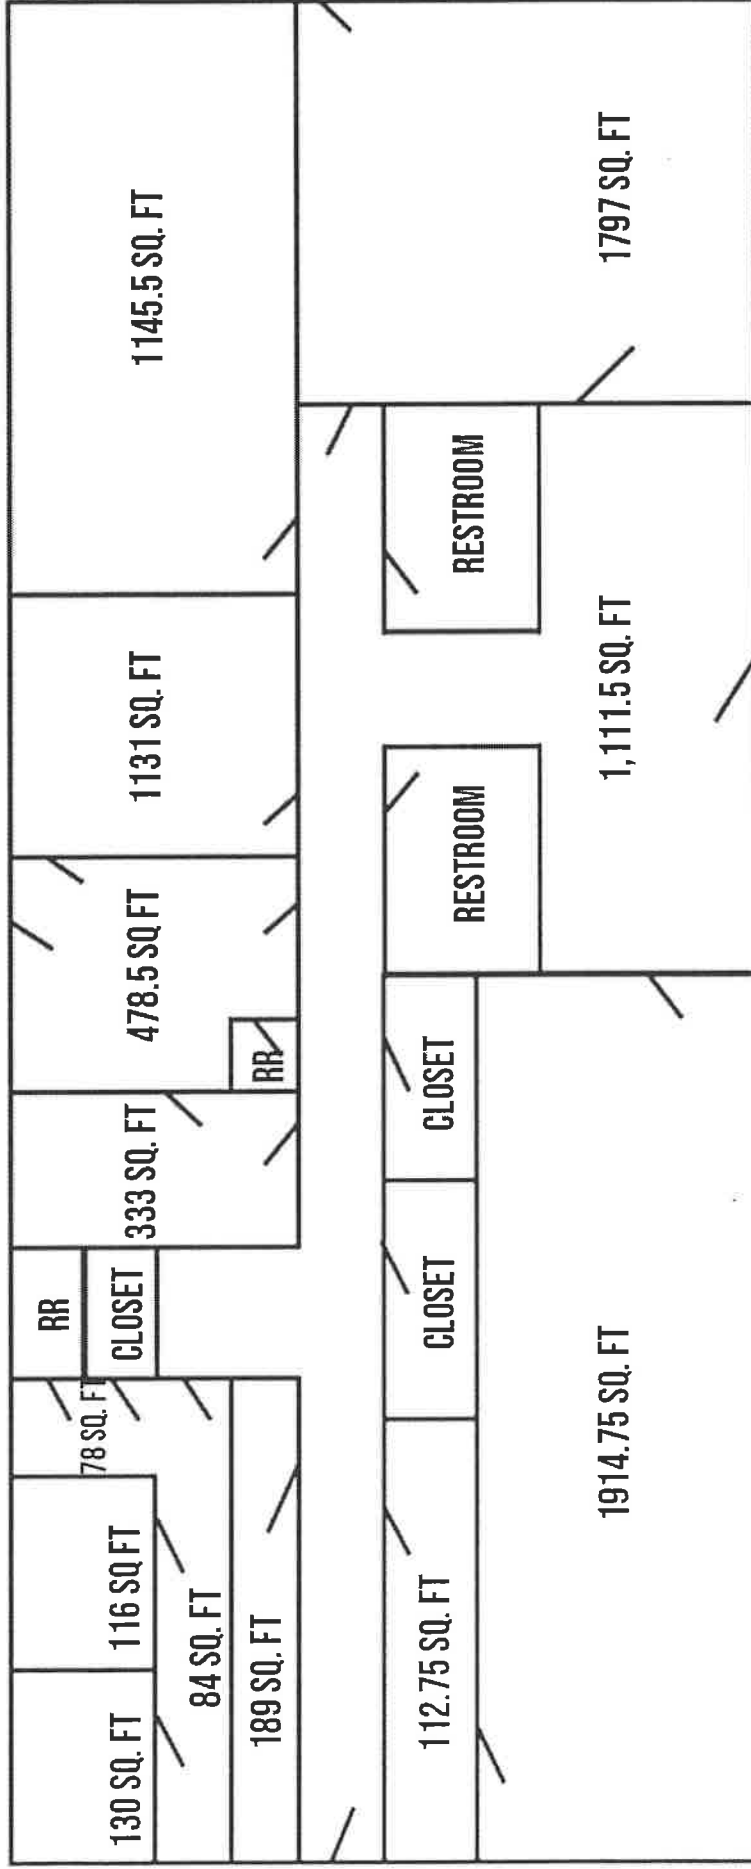 RR
78 SQ. FT
130 SQ. FT
116 SQ FT
CLOSET
333 SQ. FT
478.5 SQ FT
1131 SQ. FT
1145.5 SQ. FT
84 SQ. FT
189 SQ. FT
RR
112.75 SQ. FT
CLOSET
CLOSET
RESTROOM
RESTROOM
1914.75 SQ. FT
1,111.5 SQ. FT
1797 SQ. FT